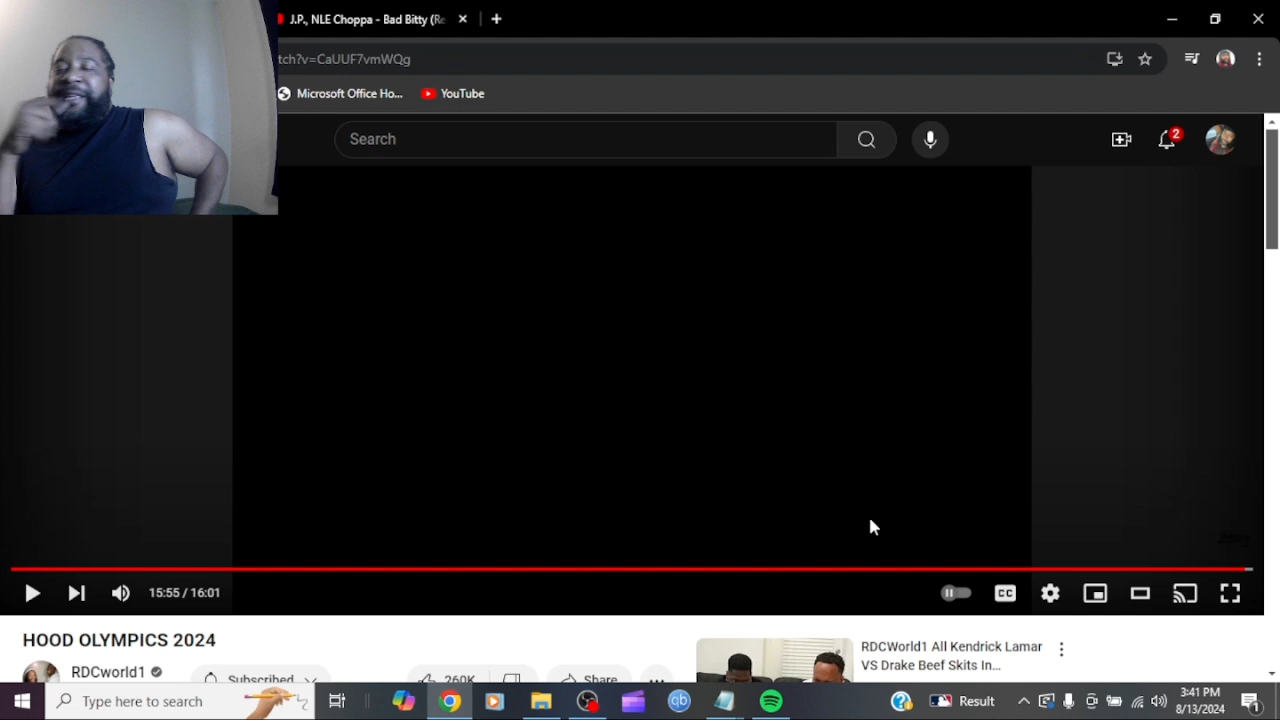 J.P., NLE Choppa - Bad Bitty (Re
tch?v=CaUUF7vmWQg
Microsoft Office Ho...
YouTube
Search
2
15:55 / 16:01
CC
HOOD OLYMPICS 2024
RDCworld1
Subscribed
260K
Share
RDCWorld1 All Kendrick Lamar
VS Drake Beef Skits In...
Type here to search
qb
Result
3:41 PM
8/13/2024
1